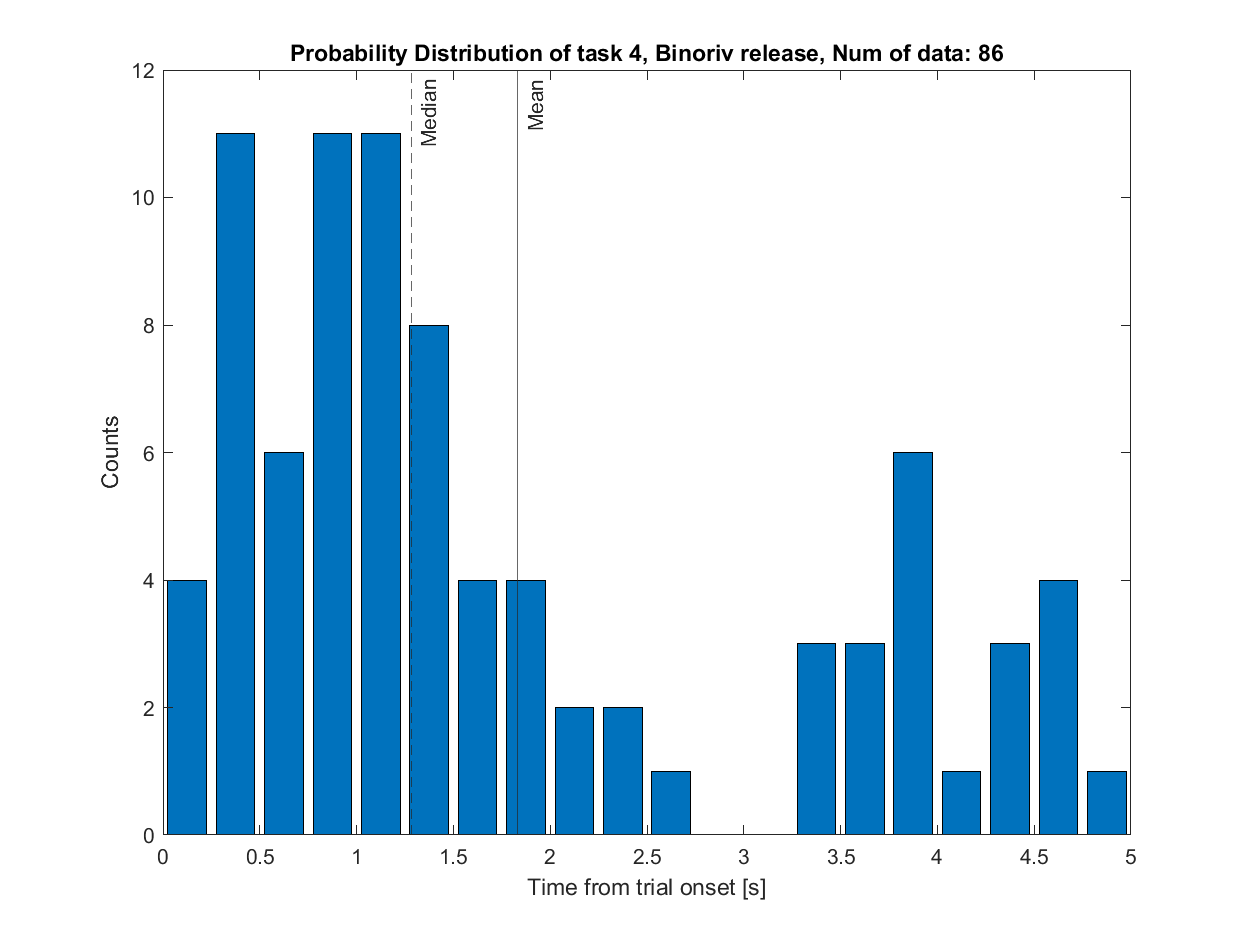 Probability Distribution of task 4, Binoriv release, Num of data: 86
12
10
8
6
4
2
0
Counts
Median
Mean
0 0.5 1 1.5 2 2.5 3 3.5 4 4.5 5
Time from trial onset [s]